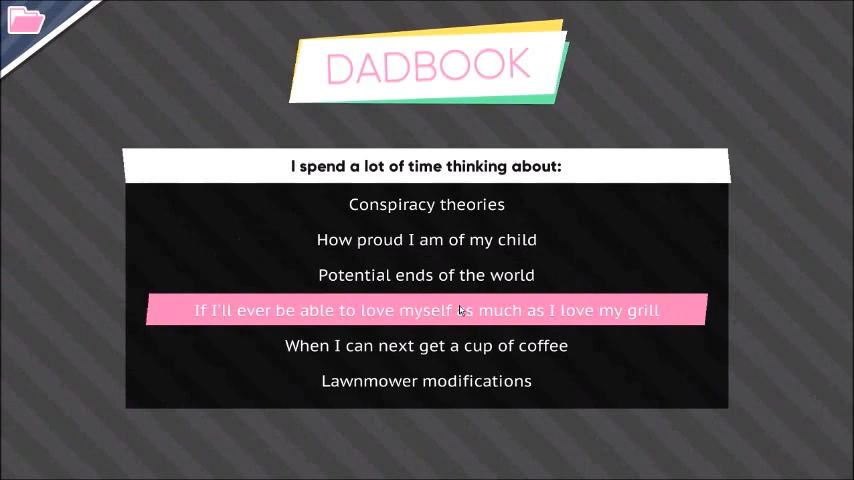 DADBOOK
I spend a lot of time thinking about:
Conspiracy theories
How proud I am of my child
Potential ends of the world
If I'll ever be able to love myself as much as I love my grill
When I can next get a cup of coffee
Lawnmower modifications